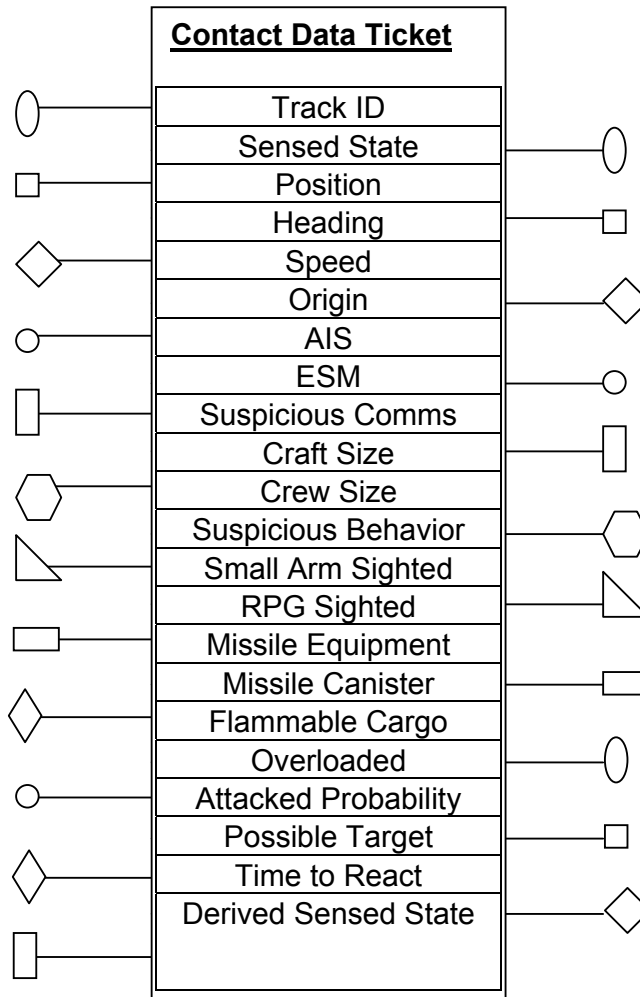 Contact Data Ticket
Track ID
Sensed State
Position
Heading
Speed
Origin
AIS
ESM
Suspicious Comms
Craft Size
Crew Size
Suspicious Behavior
Small Arm Sighted
RPG Sighted
Missile Equipment
Missile Canister
Flammable Cargo
Overloaded
Attacked Probability
Possible Target
Time to React
Derived Sensed State